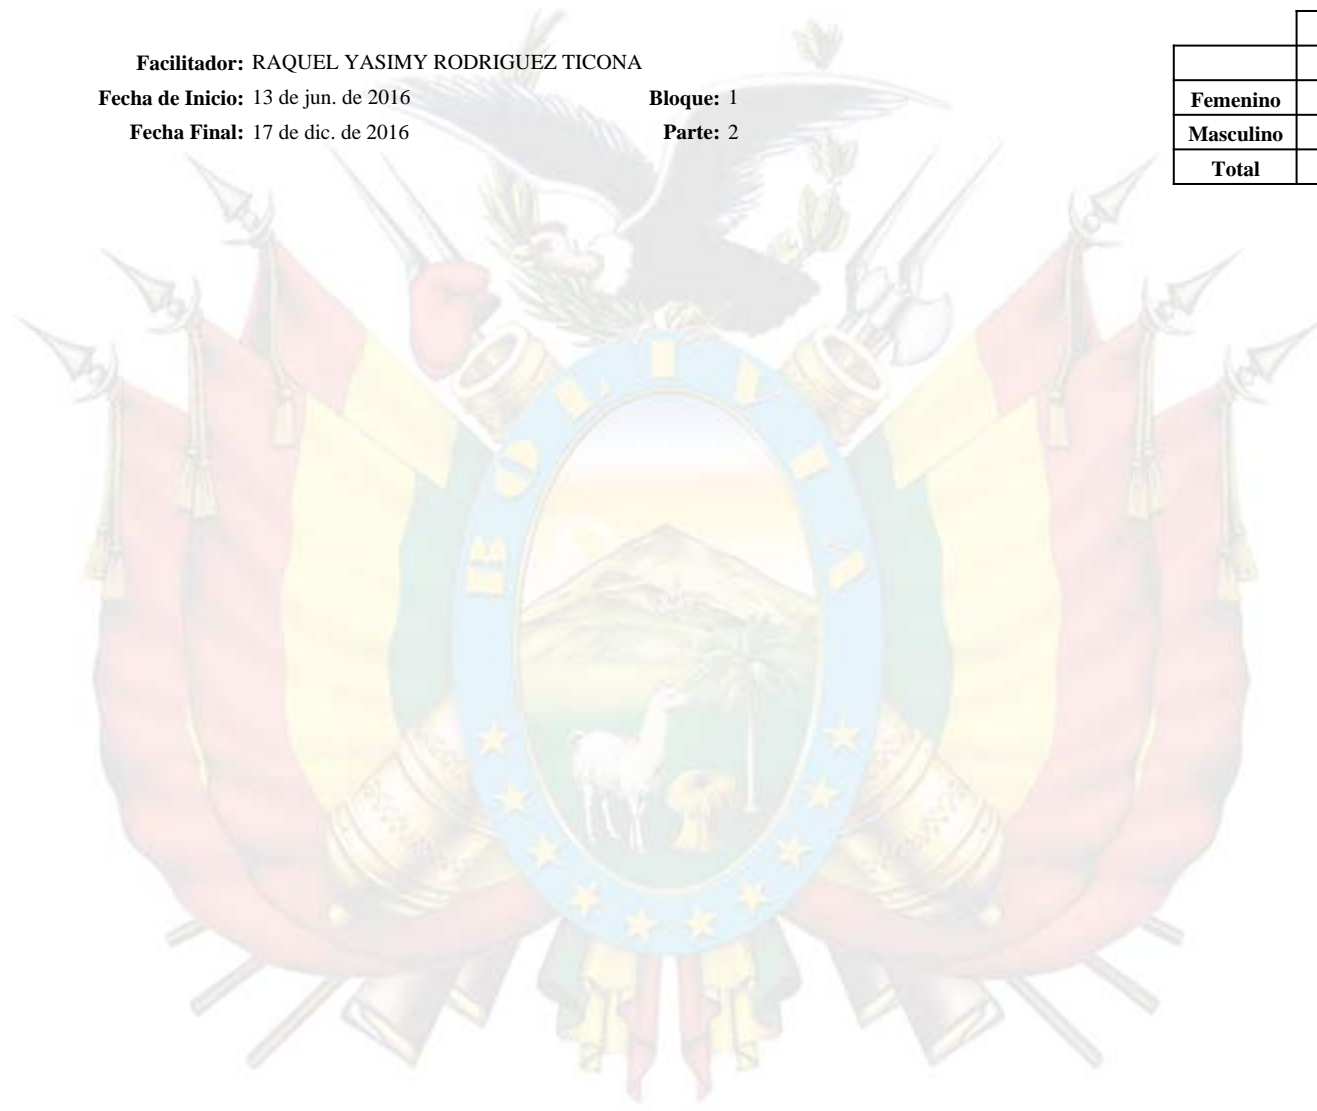 Facilitador: RAQUEL YASIMY RODRIGUEZ TICONA
Fecha de Inicio: 13 de jun. de 2016 Bloque: 1
Fecha Final: 17 de dic. de 2016 Parte: 2
Femenino
Masculino
Total
BOLIVIA